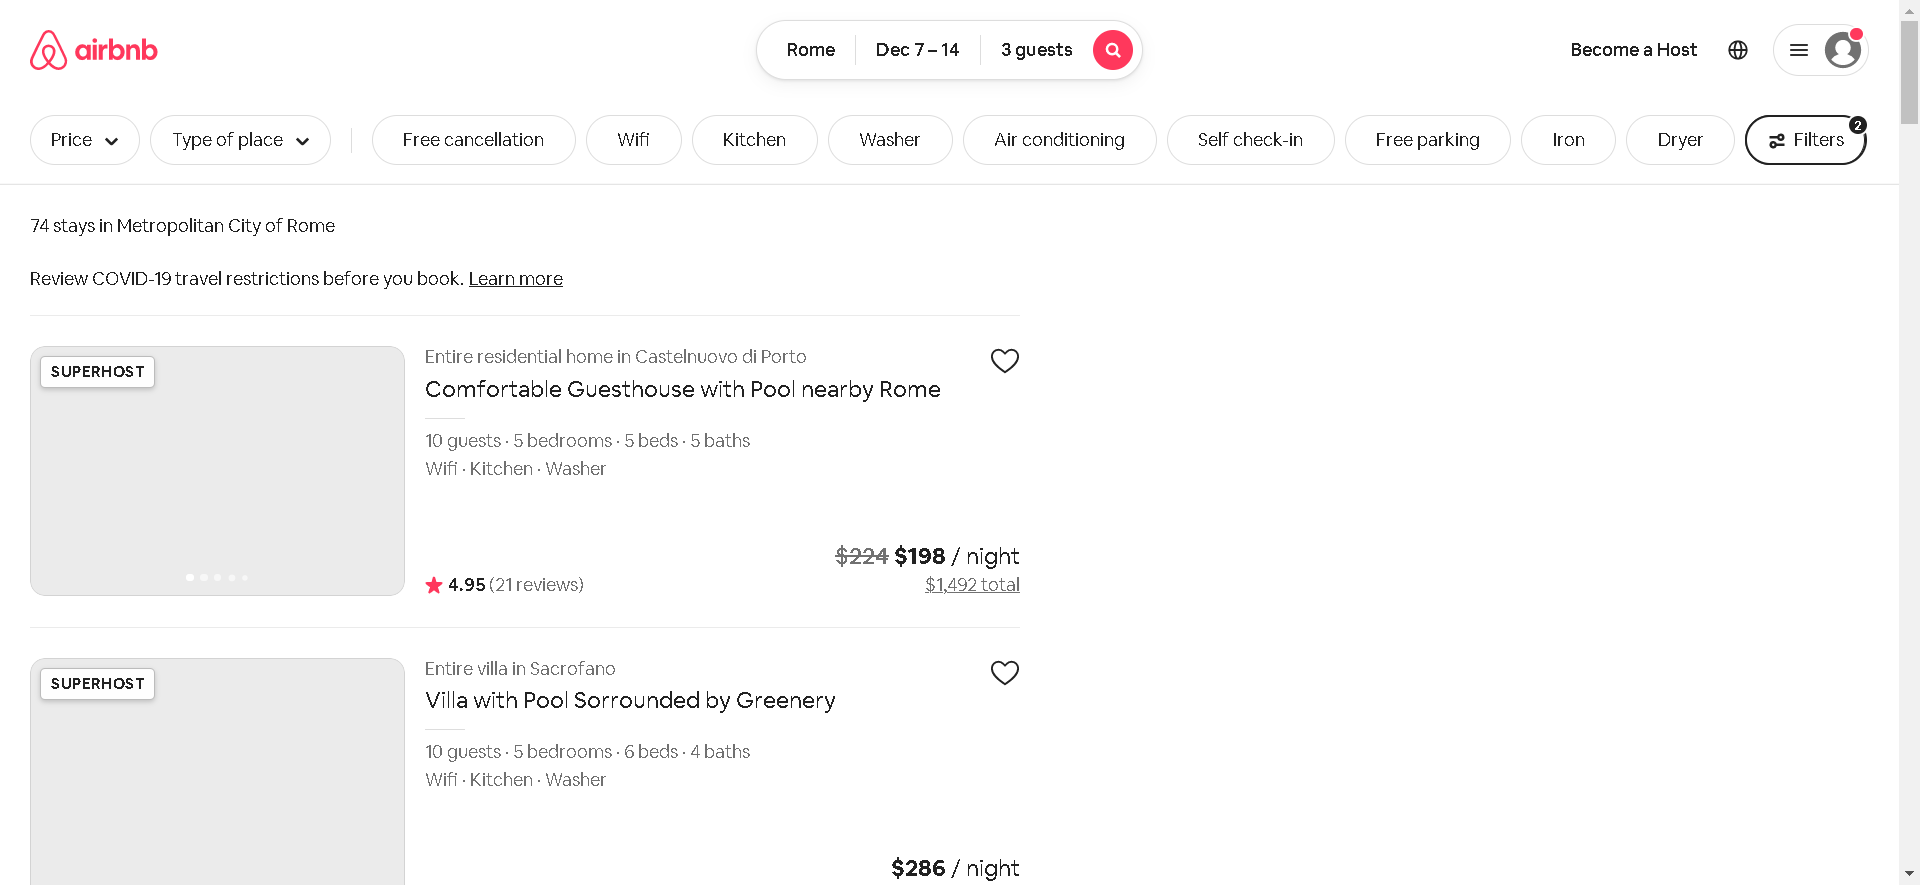 airbnb
Rome
Dec 7 – 14
3 guests
Become a Host
Price
Type of place
Free cancellation
Wifi
Kitchen
Washer
Air conditioning
Self check-in
Free parking
Iron
Dryer
Filters
2
74 stays in Metropolitan City of Rome
Review COVID-19 travel restrictions before you book. Learn more
SUPERHOST
Entire residential home in Castelnuovo di Porto
Comfortable Guesthouse with Pool nearby Rome
10 guests · 5 bedrooms · 5 beds · 5 baths
Wifi · Kitchen · Washer
$224 $198 / night
4.95 (21 reviews)
$1,492 total
SUPERHOST
Entire villa in Sacrofano
Villa with Pool Sorrounded by Greenery
10 guests · 5 bedrooms · 6 beds · 4 baths
Wifi · Kitchen · Washer
$286 / night